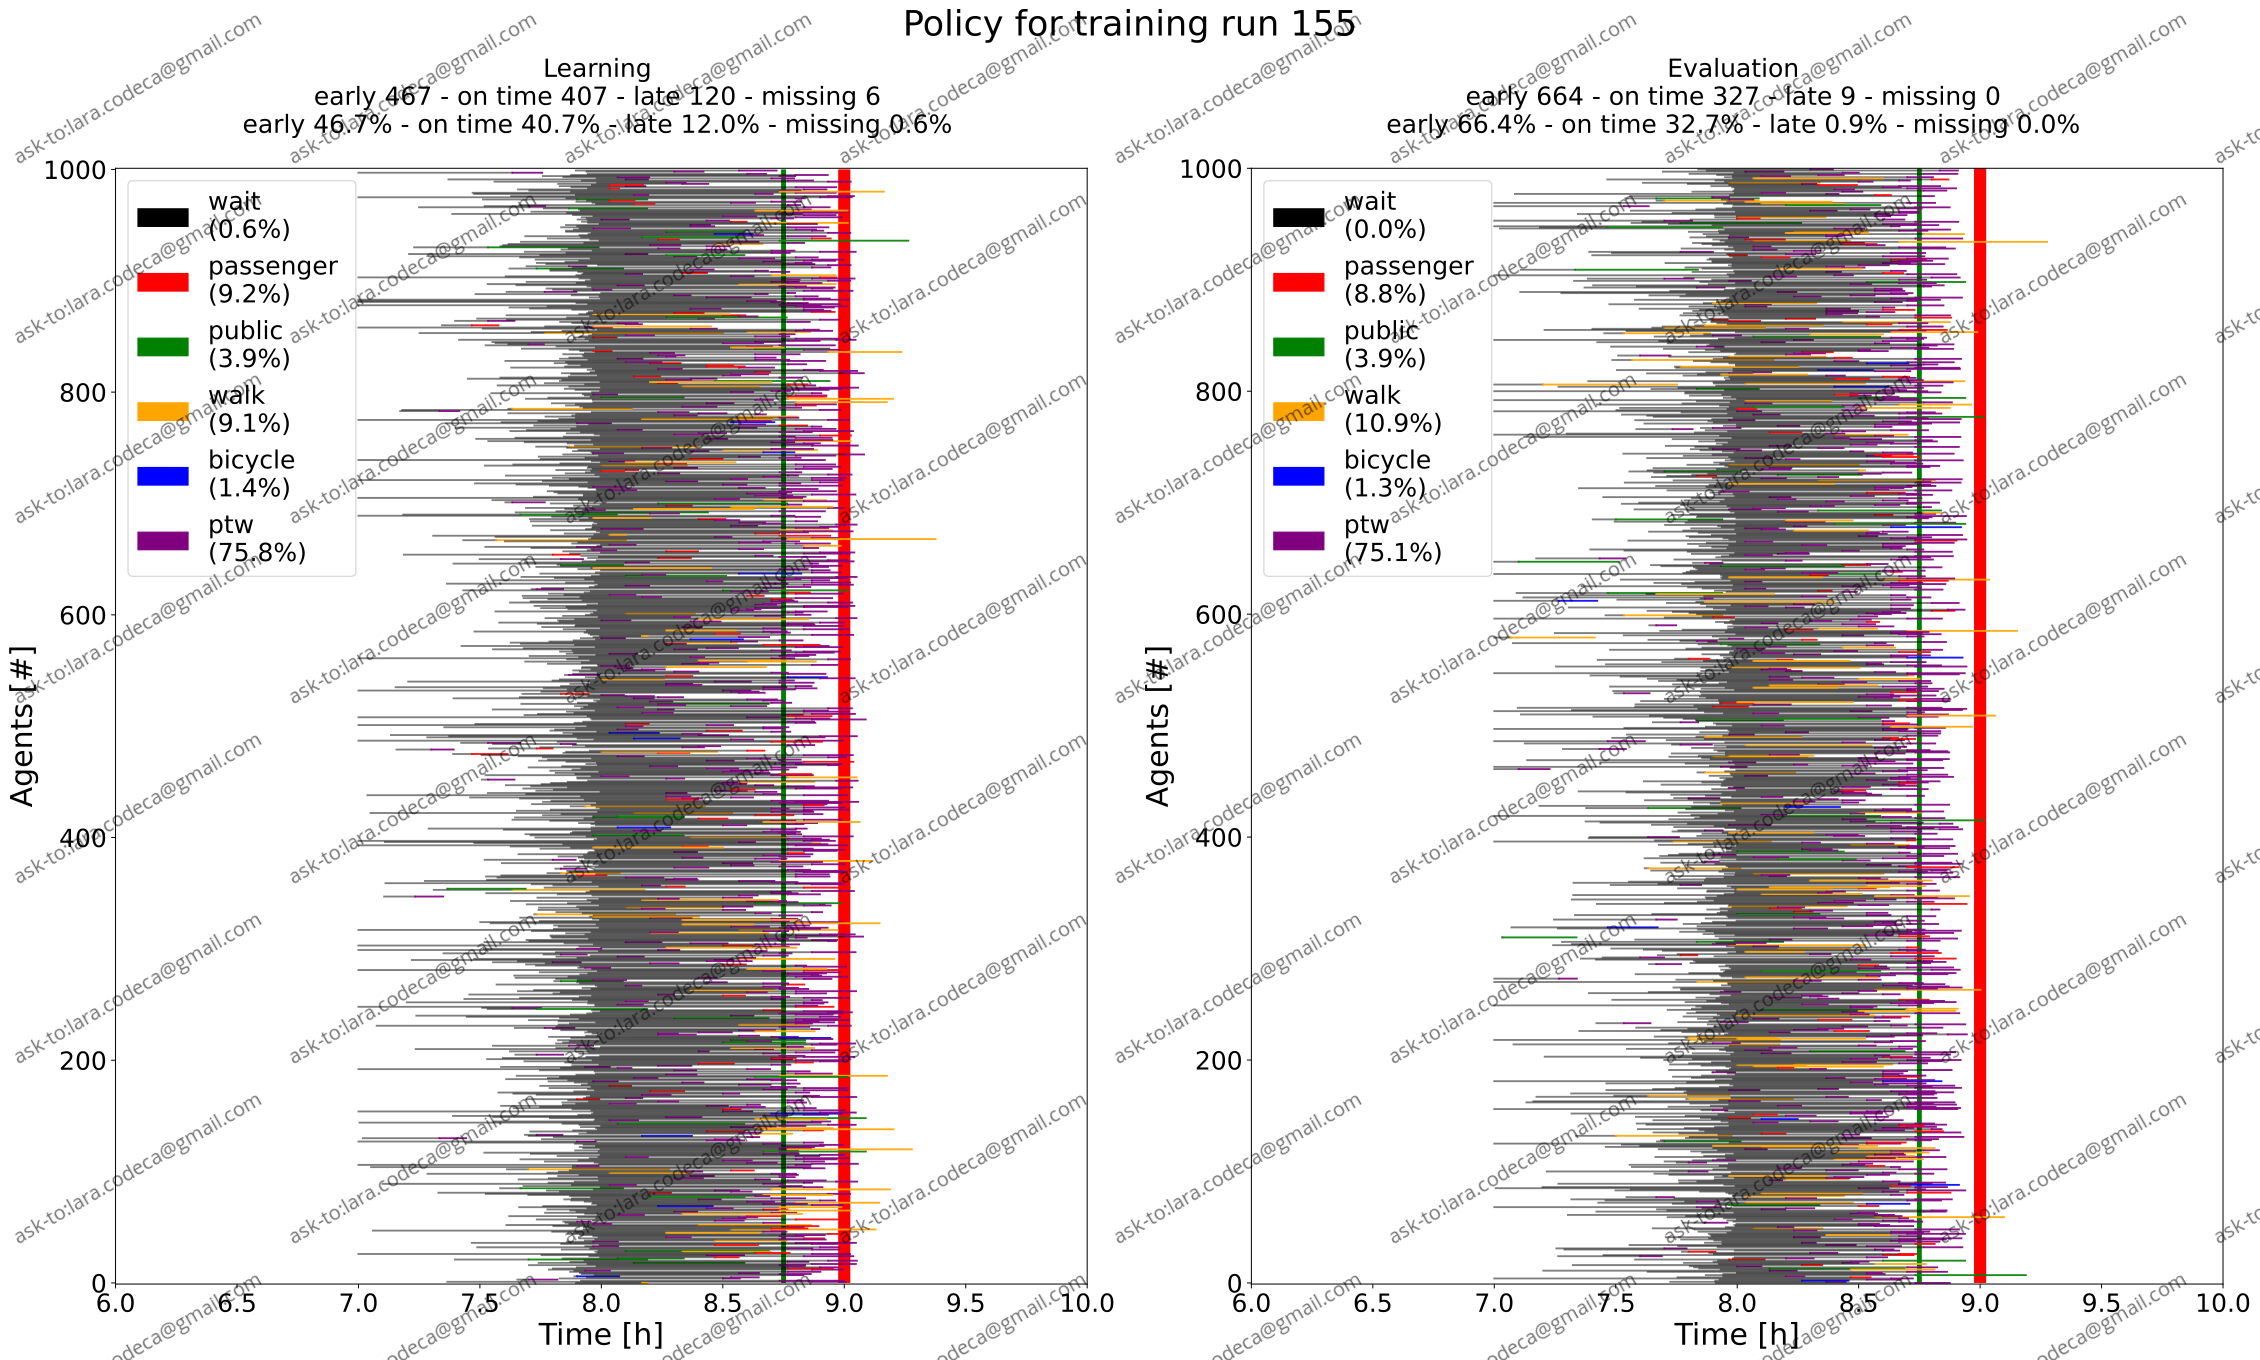 Policy for training run 155
Learning
early 467 - on time 407 - late 120 - missing 6
early 46.7% - on time 40.7% - late 12.0% - missing 0.6%
1000
800
600
400
200
0
Agents [#]
wait
(0.6%)
passenger
(9.2%)
public
(3.9%)
walk
(9.1%)
bicycle
(1.4%)
ptw
(75.8%)
6.0 6.5 7.0 7.5 8.0 8.5 9.0 9.5 10.0
Time [h]
Evaluation
early 664 - on time 327 - late 9 - missing 0
early 66.4% - on time 32.7% - late 0.9% - missing 0.0%
1000
800
600
400
200
0
Agents [#]
wait
(0.0%)
passenger
(8.8%)
public
(3.9%)
walk
(10.9%)
bicycle
(1.3%)
ptw
(75.1%)
6.0 6.5 7.0 7.5 8.0 8.5 9.0 9.5 10.0
Time [h]
ask-to:lara.codeca@gmail.com